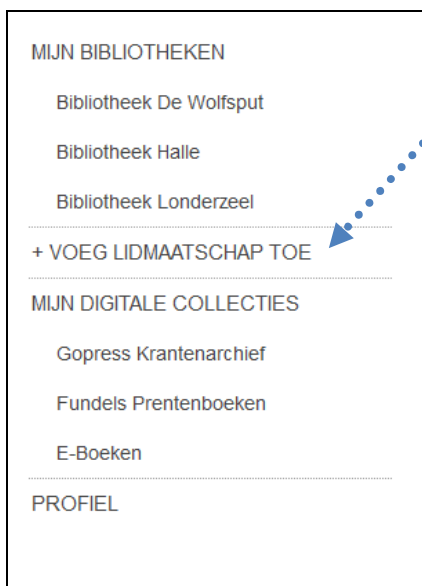 MIJN BIBLIOTHEKEN
Bibliotheek De Wolfsput
Bibliotheek Halle
Bibliotheek Londerzeel
+ VOEG LIDMAATSCHAP TOE
MIJN DIGITALE COLLECTIES
Gopress Krantenarchief
Fundels Prentenboeken
E-Boeken
PROFIEL